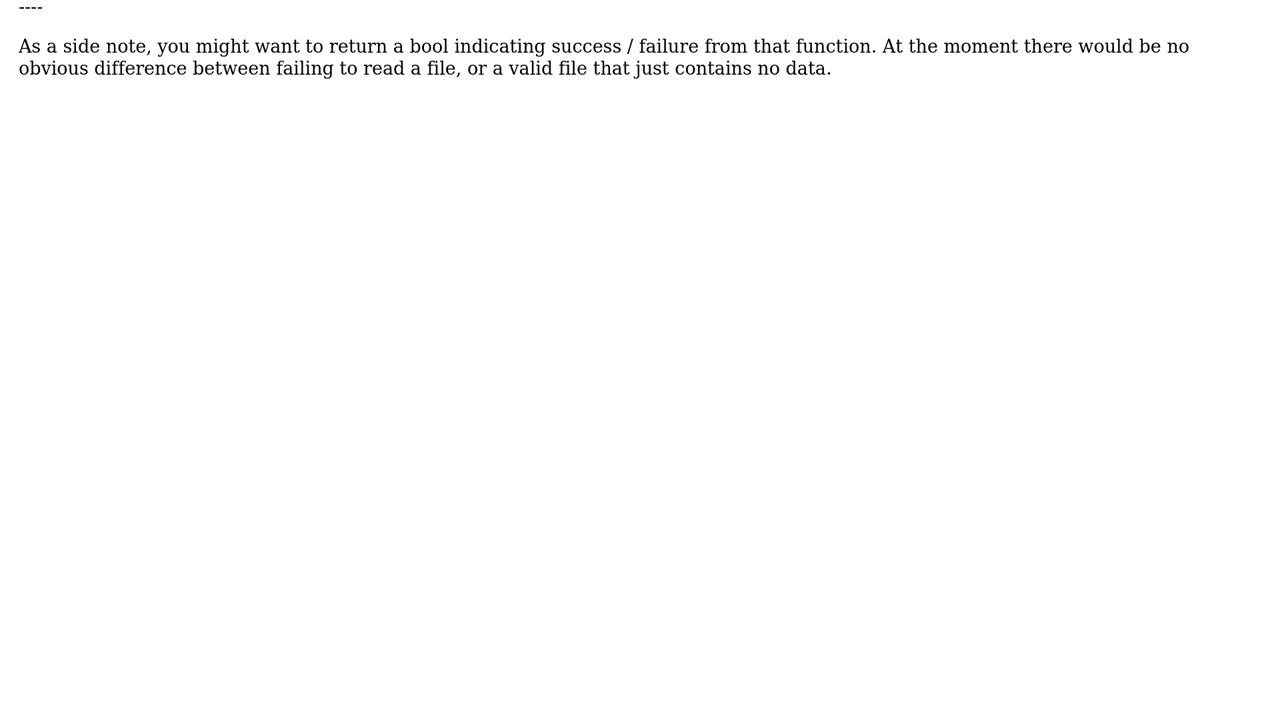 ----
As a side note, you might want to return a bool indicating success / failure from that function. At the moment there would be no
obvious difference between failing to read a file, or a valid file that just contains no data.